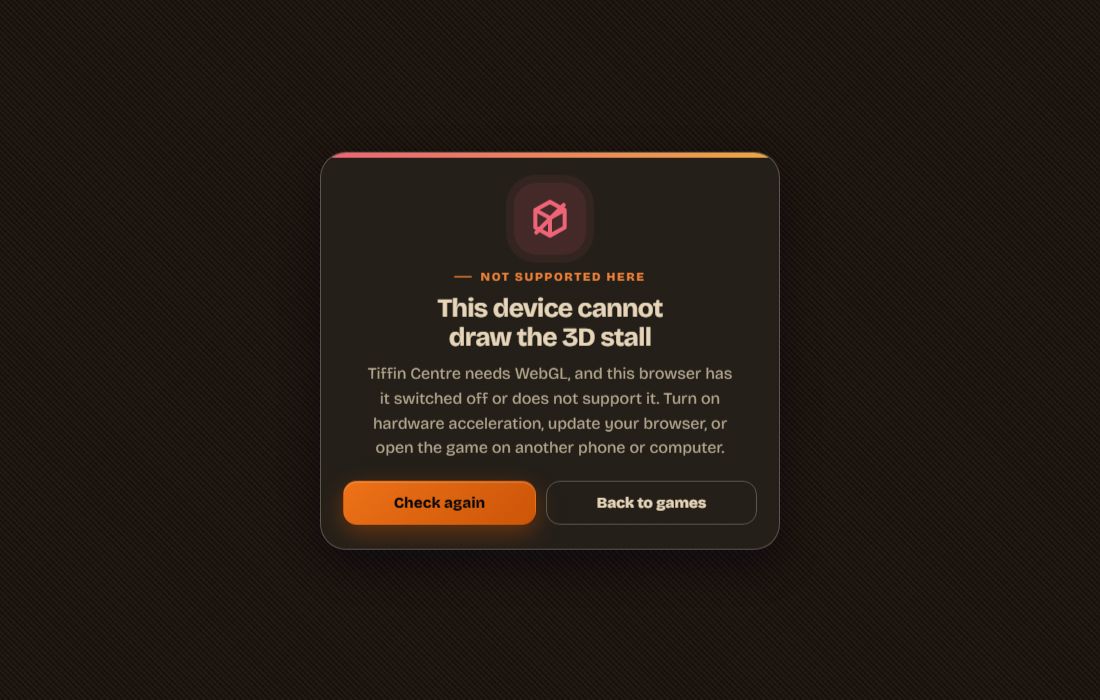 NOT SUPPORTED HERE
This device cannot
draw the 3D stall
Tiffin Centre needs WebGL, and this browser has
it switched off or does not support it. Turn on
hardware acceleration, update your browser, or
open the game on another phone or computer.
Check again
Back to games